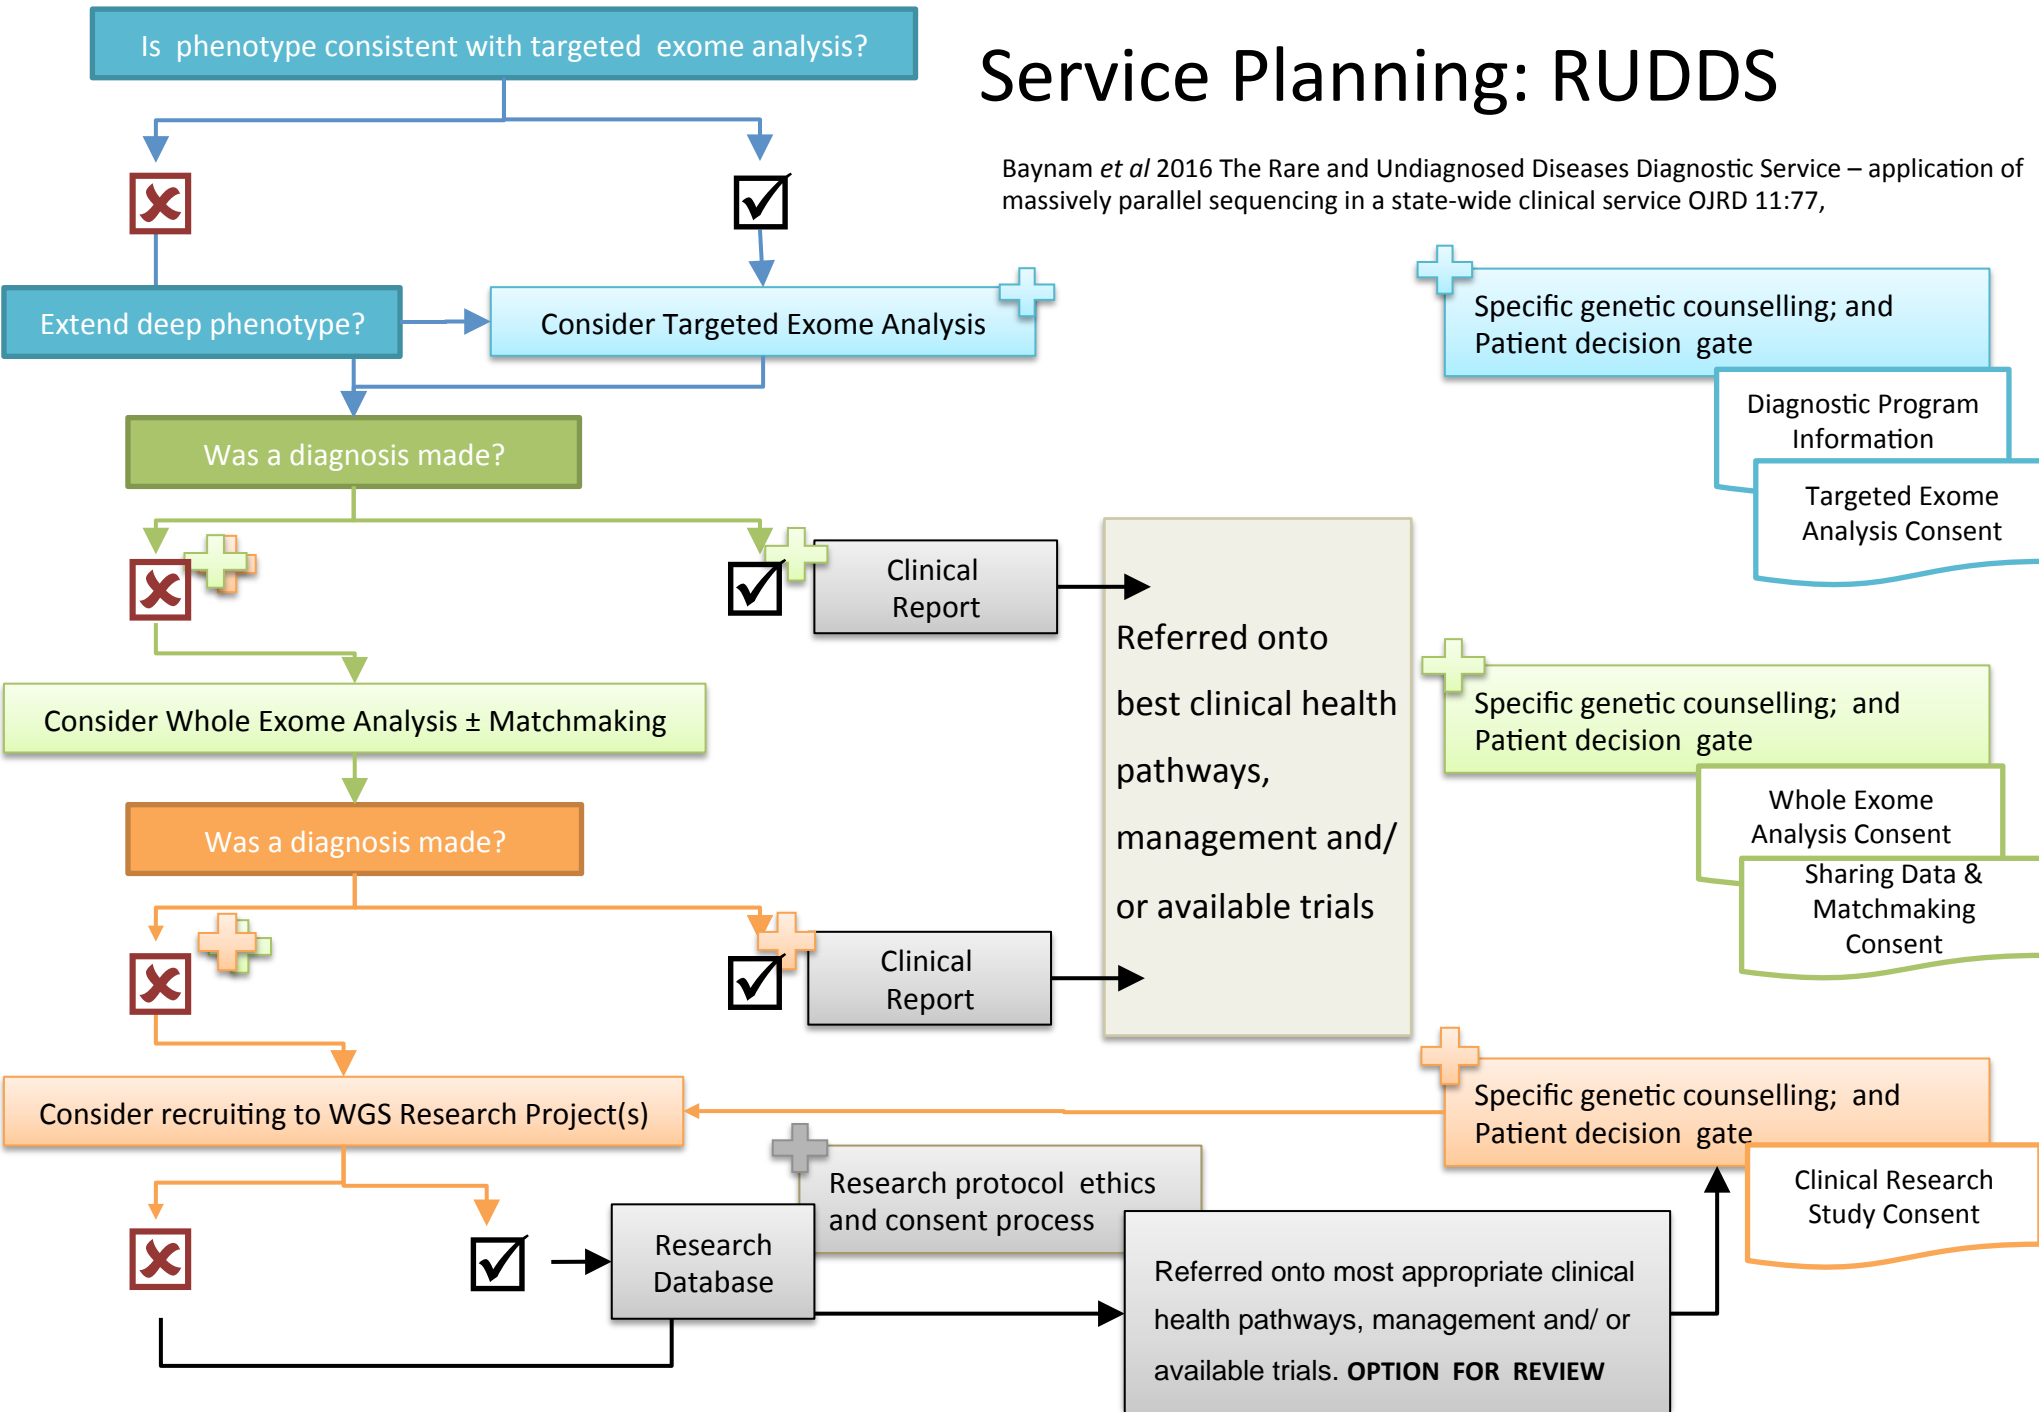 Is phenotype consistent with targeted exome analysis?
Service Planning: RUDDS
Baynam et al 2016 The Rare and Undiagnosed Diseases Diagnostic Service – application of
massively parallel sequencing in a state-wide clinical service OJRD 11:77,
Extend deep phenotype?
Consider Targeted Exome Analysis
Specific genetic counselling; and
Patient decision gate
Diagnostic Program
Information
Targeted Exome
Analysis Consent
Was a diagnosis made?
Clinical
Report
Referred onto
best clinical health
pathways,
management and/
or available trials
Consider Whole Exome Analysis ± Matchmaking
Specific genetic counselling; and
Patient decision gate
Whole Exome
Analysis Consent
Sharing Data &
Matchmaking
Consent
Was a diagnosis made?
Clinical
Report
Consider recruiting to WGS Research Project(s)
Specific genetic counselling; and
Patient decision gate
Clinical Research
Study Consent
Research protocol ethics
and consent process
Research
Database
Referred onto most appropriate clinical
health pathways, management and/ or
available trials. OPTION FOR REVIEW